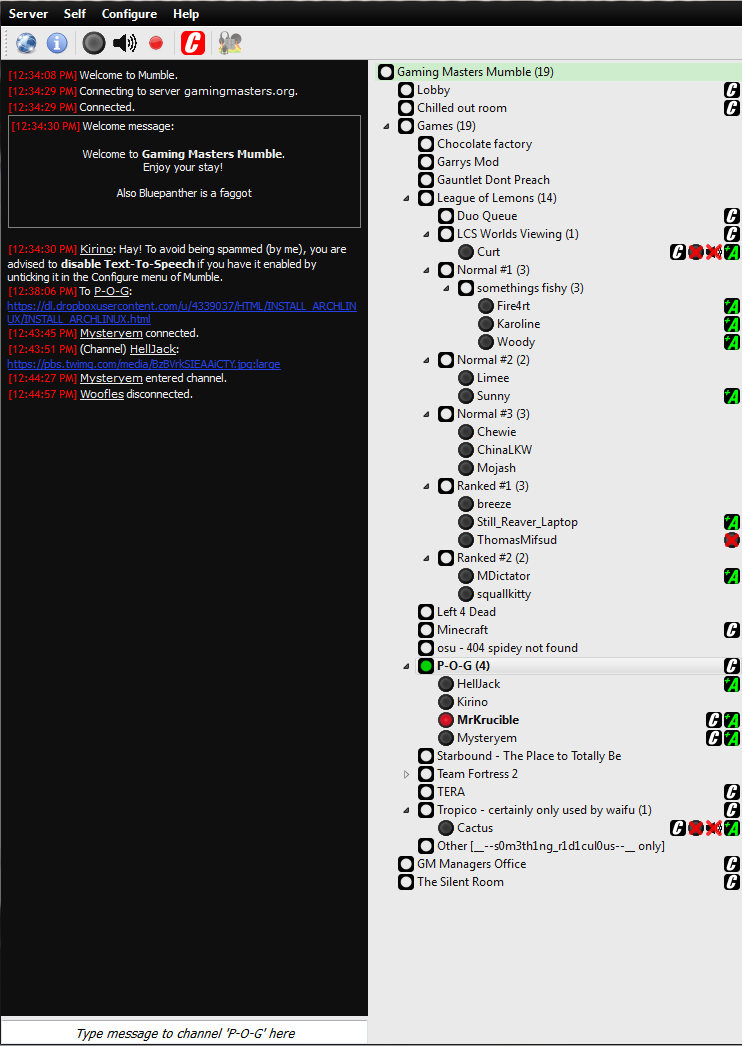 Server Self Configure Help
[12:34:08 PM] Welcome to Mumble.
[12:34:29 PM] Connecting to server gamingmasters.org.
[12:34:29 PM] Connected.
[12:34:30 PM] Welcome message:
Welcome to Gaming Masters Mumble.
Enjoy your stay!
Also Bluepanther is a faggot
[12:34:30 PM] Kirino: Hay! To avoid being spammed (by me), you are
advised to disable Text-To-Speech if you have it enabled by
unticking it in the Configure menu of Mumble.
[12:38:06 PM] To P-O-G:
https://dl.dropboxusercontent.com/u/4339037/HTML/INSTALL_ARCHLIN
UX/INSTALL_ARCHLINUX.html
[12:43:45 PM] Mysteryem connected.
[12:43:51 PM] (Channel) HellJack:
https://pbs.twimg.com/media/BzBVrkSIEAAiCTY.jpg:large
[12:44:27 PM] Mysteryem entered channel.
[12:44:57 PM] Woofles disconnected.
Type message to channel 'P-O-G' here
Gaming Masters Mumble (19)
Lobby
Chilled out room
Games (19)
Chocolate factory
Garrys Mod
Gauntlet Dont Preach
League of Lemons (14)
Duo Queue
LCS Worlds Viewing (1)
Curt
Normal #1 (3)
somethings fishy (3)
Fire4rt
Karoline
Woody
Normal #2 (2)
Limee
Sunny
Normal #3 (3)
Chewie
ChinaLKW
Mojash
Ranked #1 (3)
breeze
Still_Reaver_Laptop
ThomasMifsud
Ranked #2 (2)
MDictator
squallkitty
Left 4 Dead
Minecraft
osu - 404 spidey not found
P-O-G (4)
HellJack
Kirino
MrKrucible
Mysteryem
Starbound - The Place to Totally Be
Team Fortress 2
TERA
Tropico - certainly only used by waifu (1)
Cactus
Other [__--s0m3th1ng_r1d1cul0us--__ only]
GM Managers Office
The Silent Room